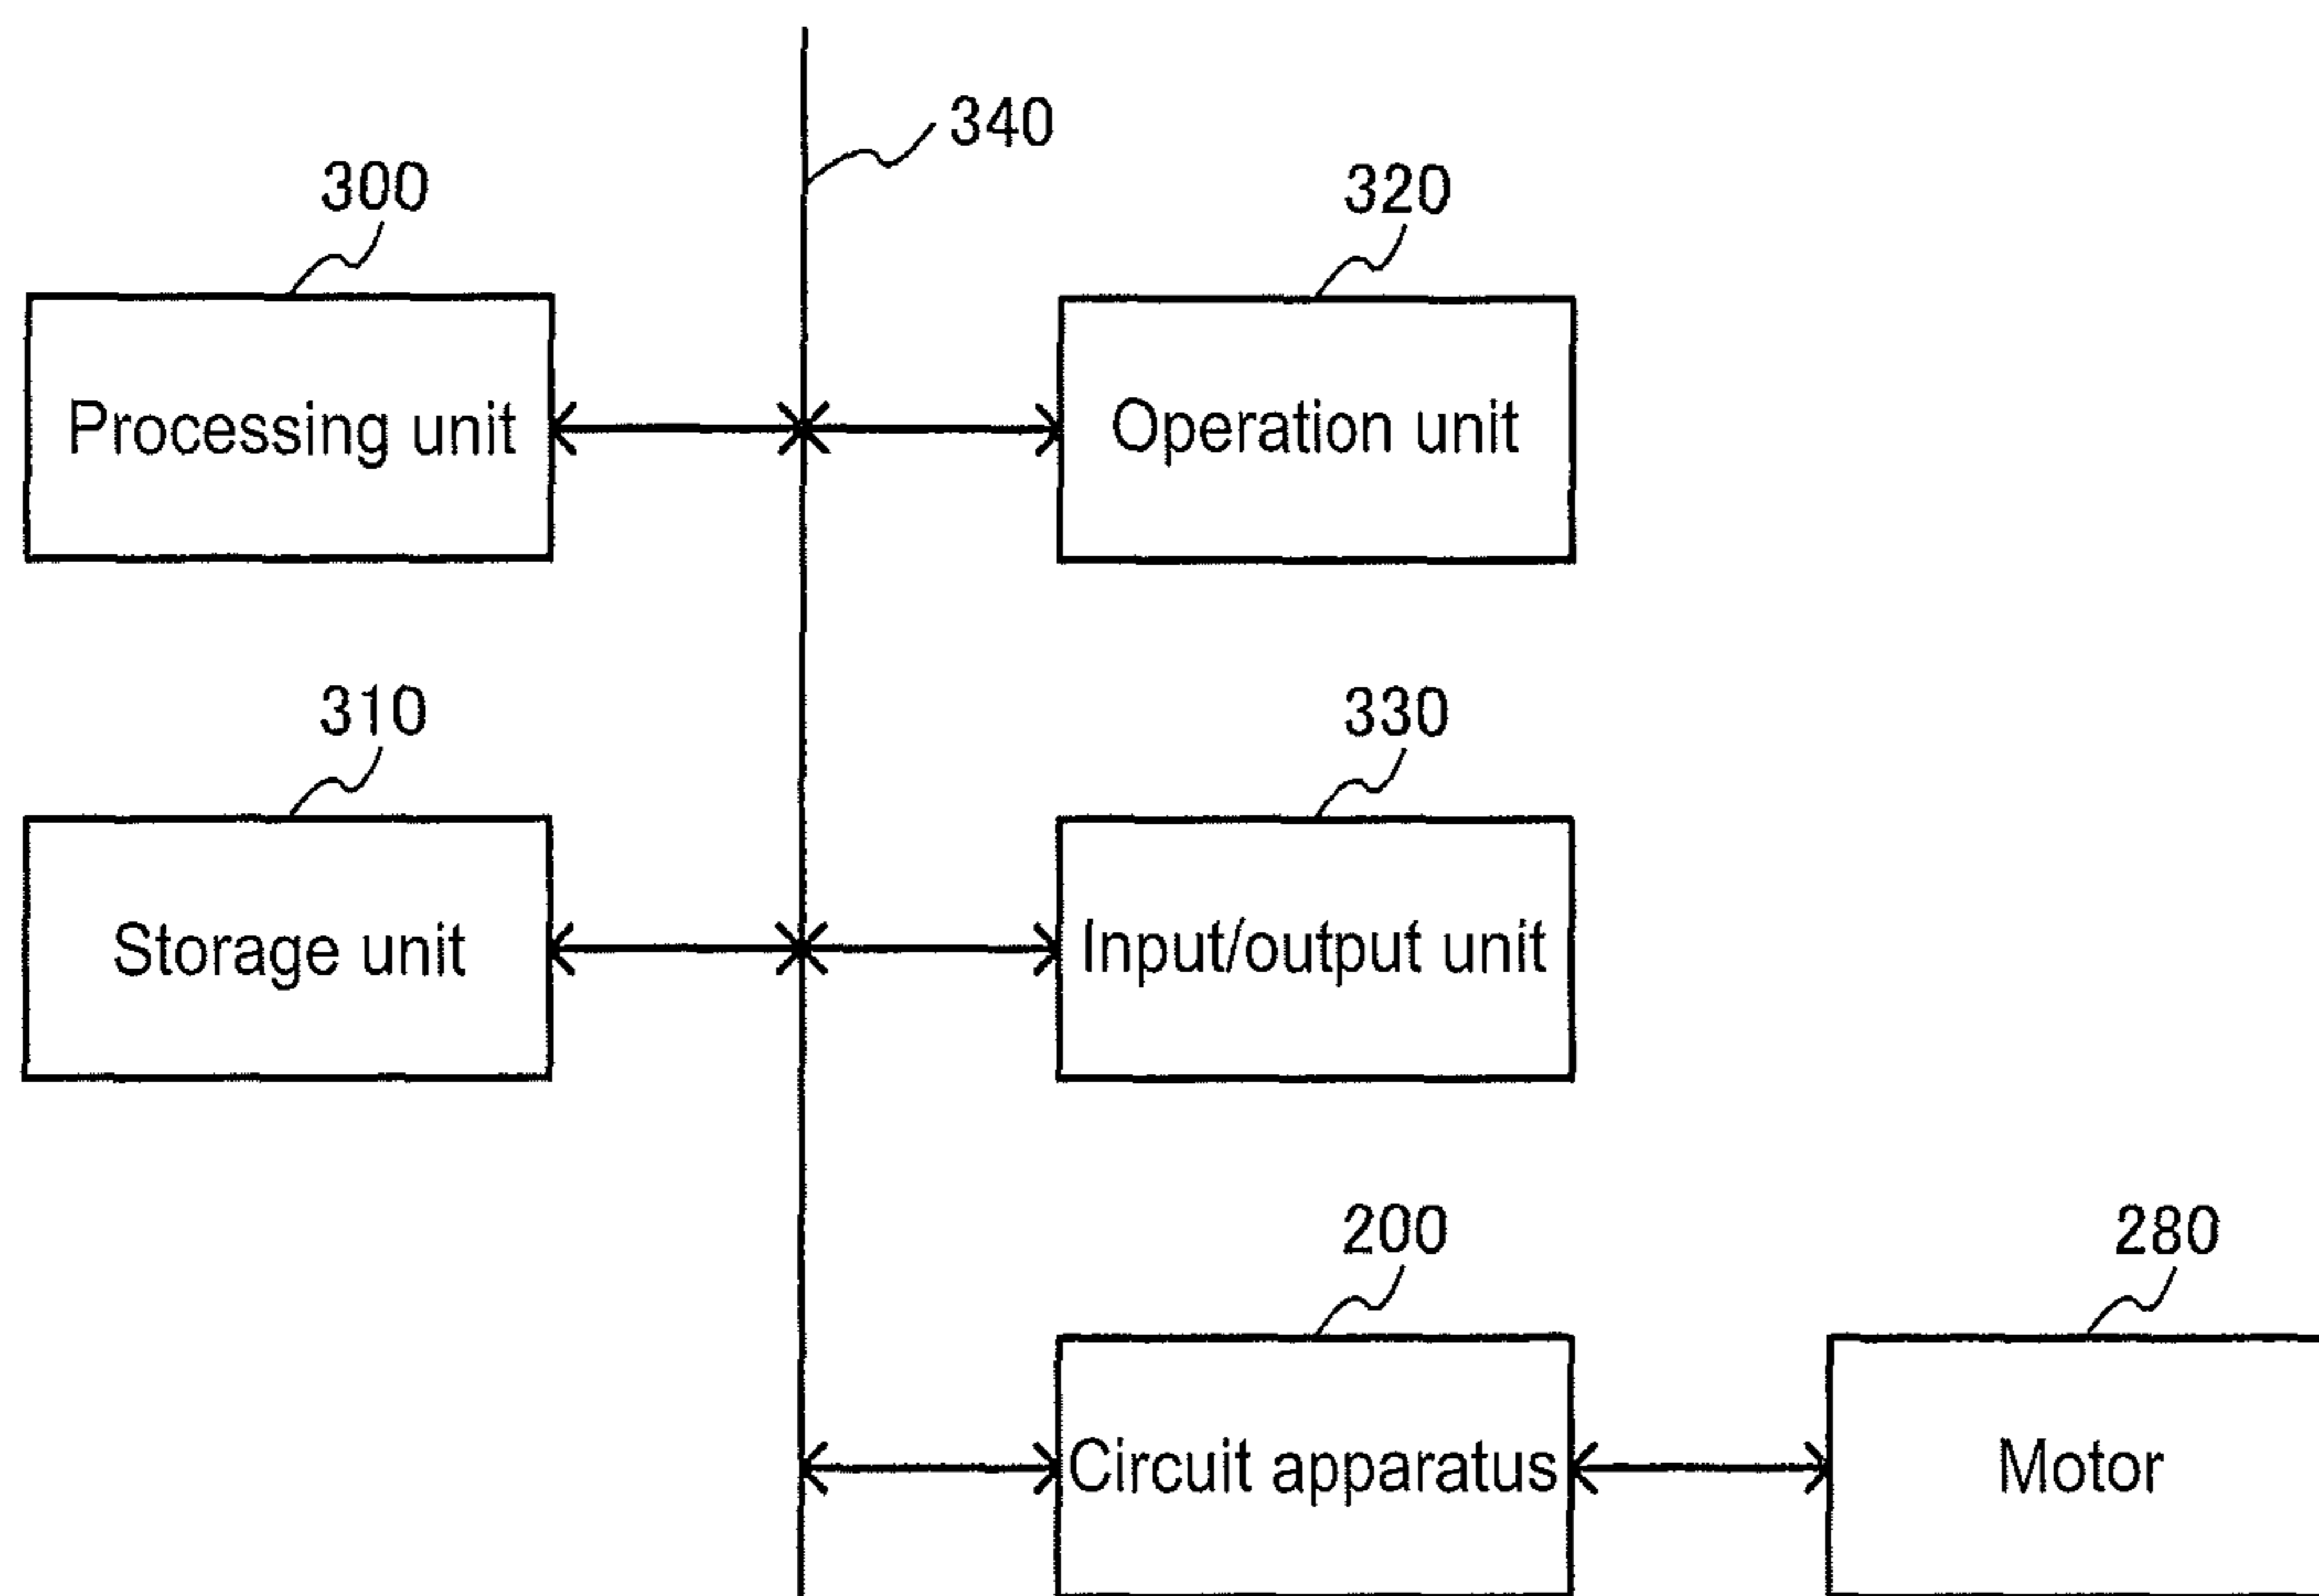 340
300
320
Processing unit
Operation unit
310
330
Storage unit
Input/output unit
200
280
Circuit apparatus
Motor